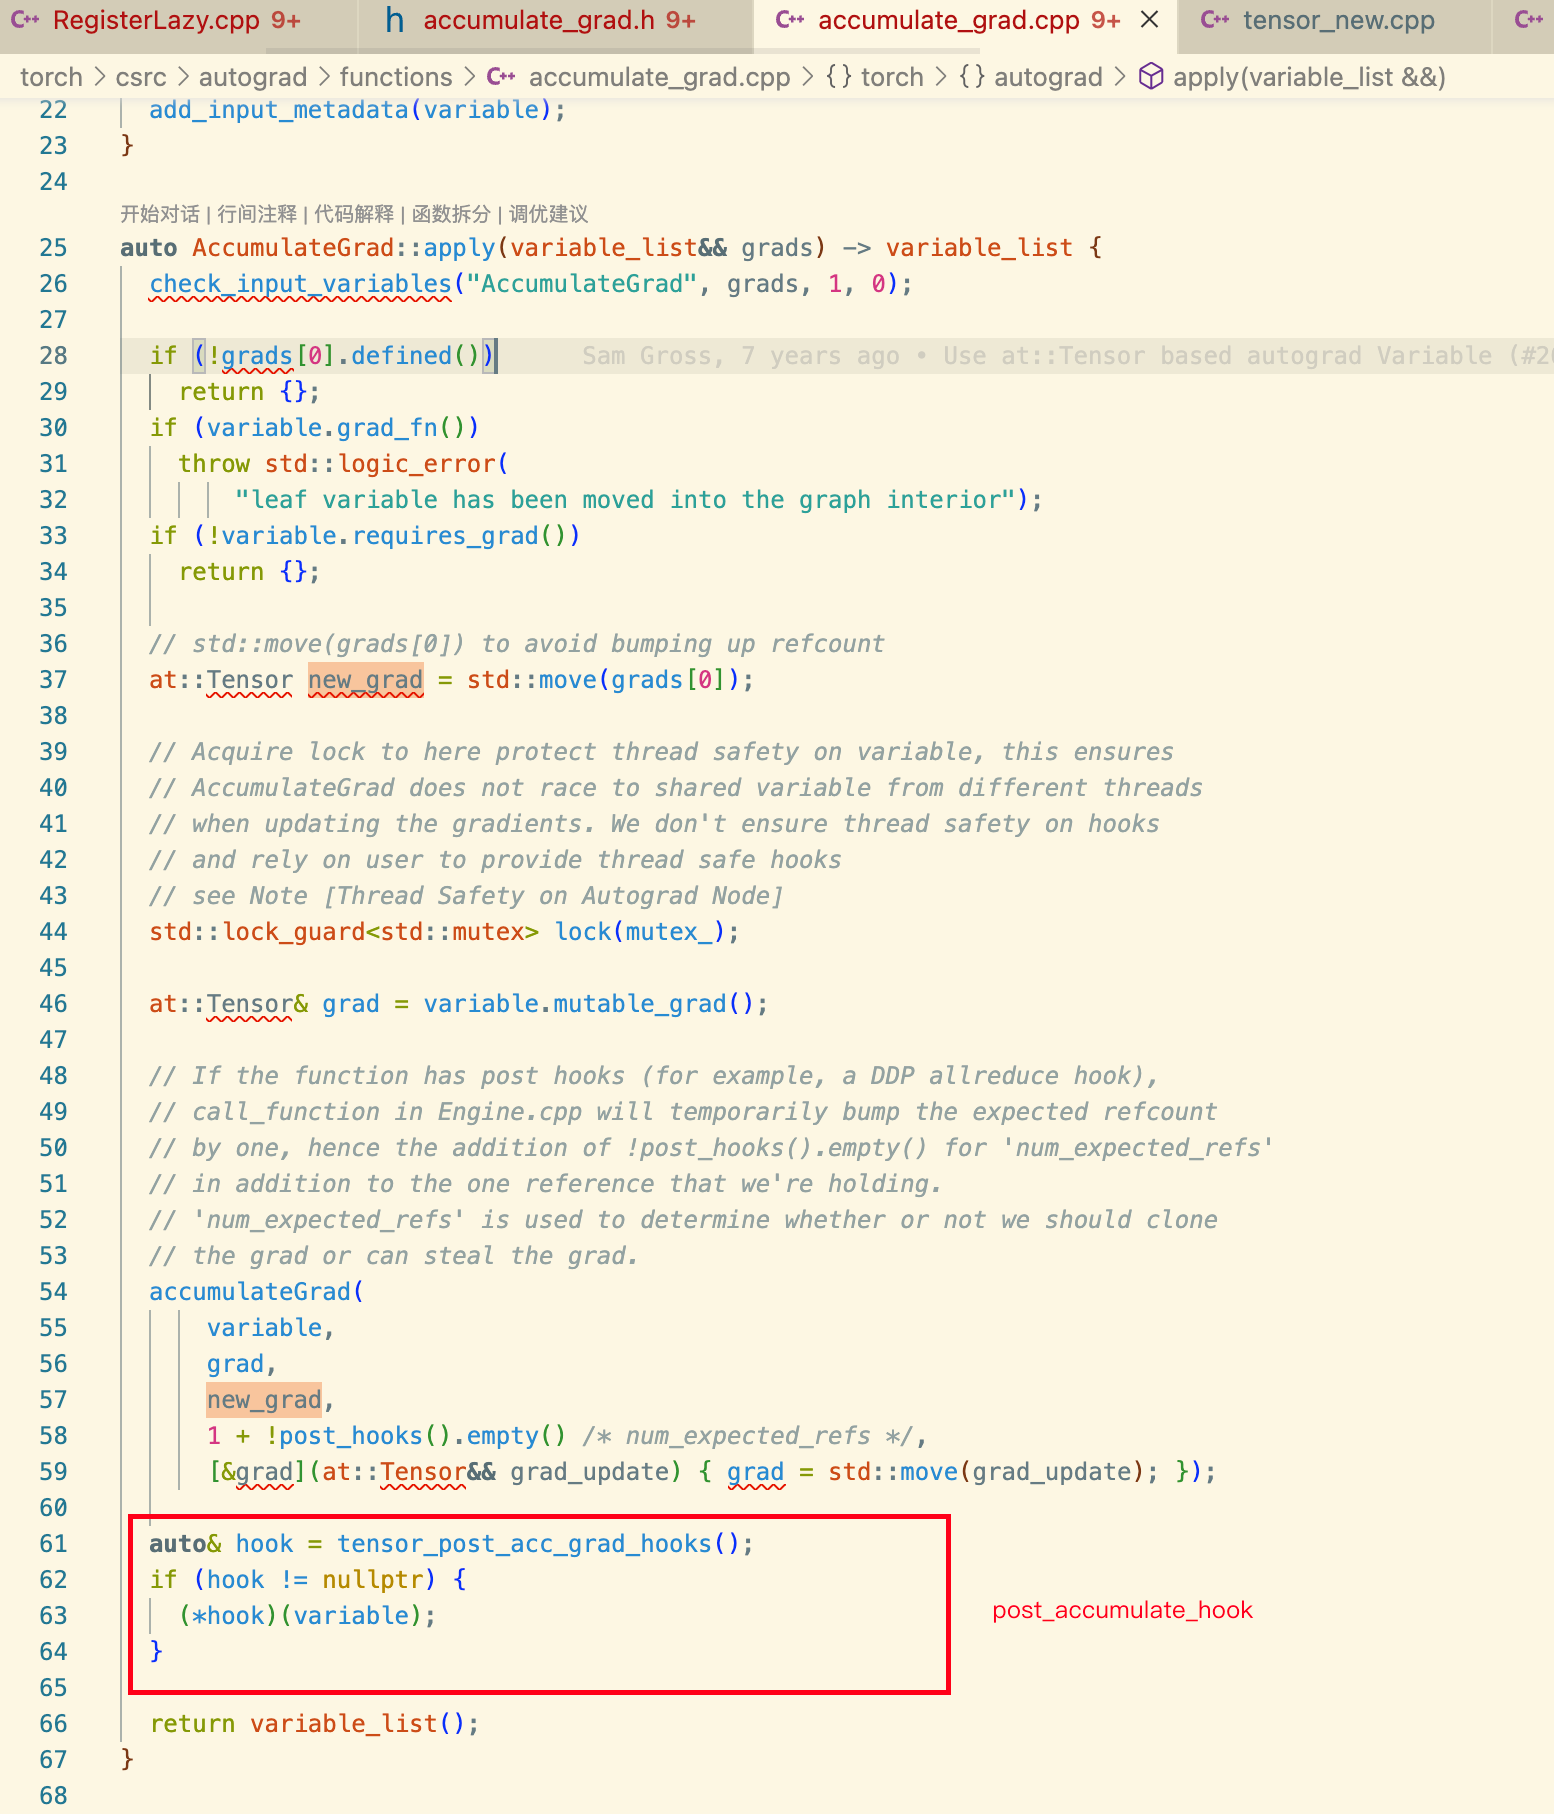 RegisterLazy.cpp 9+ h accumulate_grad.h 9+ accumulate_grad.cpp 9+ tensor_new.cpp
torch > csrc > autograd > functions > accumulate_grad.cpp > {} torch > {} autograd > apply(variable_list &&)
22 add_input_metadata(variable);
23 }
24
开始对话 | 行间注释 | 代码解释 | 函数拆分 | 调优建议
25 auto AccumulateGrad::apply(variable_list&& grads) -> variable_list {
26 check_input_variables("AccumulateGrad", grads, 1, 0);
27
28 if (!grads[0].defined()) Sam Gross, 7 years ago • Use at::Tensor based autograd Variable (#2
29 return {};
30 if (variable.grad_fn())
31 throw std::logic_error(
32 "leaf variable has been moved into the graph interior");
33 if (!variable.requires_grad())
34 return {};
35
36 // std::move(grads[0]) to avoid bumping up refcount
37 at::Tensor new_grad = std::move(grads[0]);
38
39 // Acquire lock to here protect thread safety on variable, this ensures
40 // AccumulateGrad does not race to shared variable from different threads
41 // when updating the gradients. We don't ensure thread safety on hooks
42 // and rely on user to provide thread safe hooks
43 // see Note [Thread Safety on Autograd Node]
44 std::lock_guard<std::mutex> lock(mutex_);
45
46 at::Tensor& grad = variable.mutable_grad();
47
48 // If the function has post hooks (for example, a DDP allreduce hook),
49 // call_function in Engine.cpp will temporarily bump the expected refcount
50 // by one, hence the addition of !post_hooks().empty() for 'num_expected_refs'
51 // in addition to the one reference that we're holding.
52 // 'num_expected_refs' is used to determine whether or not we should clone
53 // the grad or can steal the grad.
54 accumulateGrad(
55 variable,
56 grad,
57 new_grad,
58 1 + !post_hooks().empty() /* num_expected_refs */,
59 [&grad](at::Tensor&& grad_update) { grad = std::move(grad_update); });
60
61 auto& hook = tensor_post_acc_grad_hooks();
62 if (hook != nullptr) {
63 (*hook)(variable);
post_accumulate_hook
64 }
65
66 return variable_list();
67 }
68